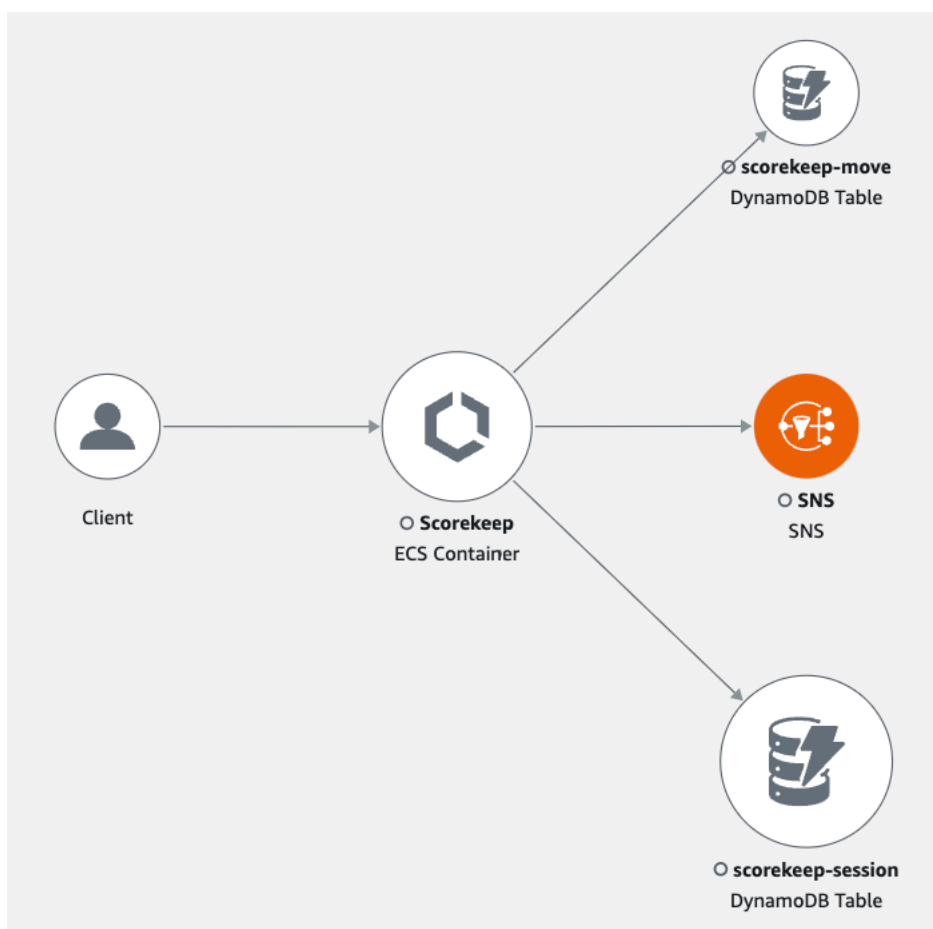 scorekeep-move
DynamoDB Table
Client
Scorekeep
ECS Container
SNS
SNS
scorekeep-session
DynamoDB Table